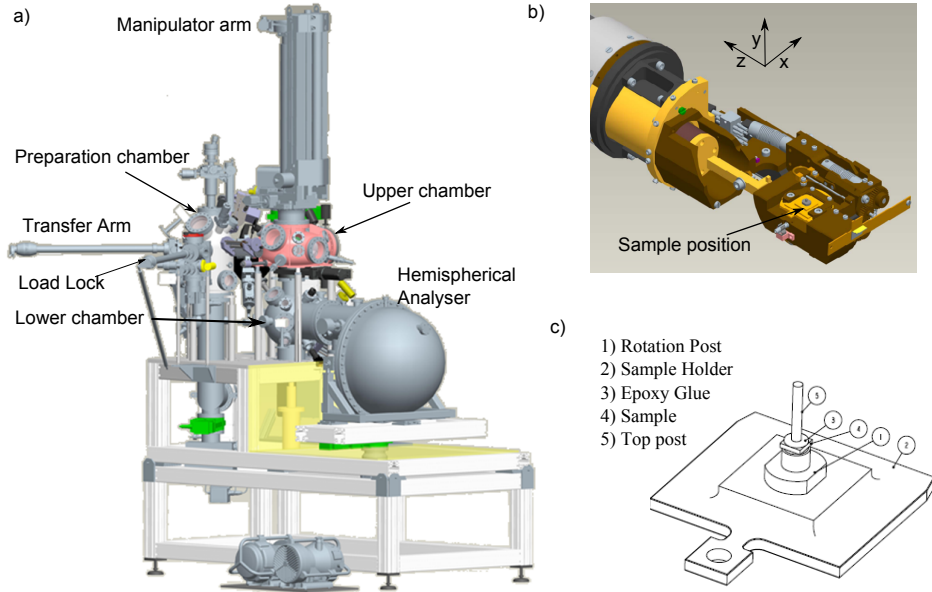 a)
Manipulator arm
Preparation chamber
Upper chamber
Transfer Arm
Load Lock
Hemispherical
Analyser
Lower chamber
b)
y
z
x
Sample position
c)
1) Rotation Post
2) Sample Holder
3) Epoxy Glue
4) Sample
5) Top post
5
3
4
1
2